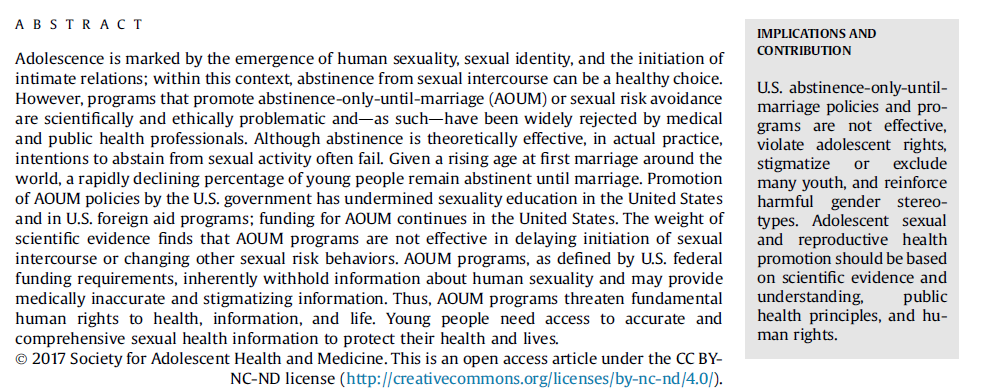 A B S T R A C T
Adolescence is marked by the emergence of human sexuality, sexual identity, and the initiation of
intimate relations; within this context, abstinence from sexual intercourse can be a healthy choice.
However, programs that promote abstinence-only-until-marriage (AOUM) or sexual risk avoidance
are scientifically and ethically problematic and—as such—have been widely rejected by medical
and public health professionals. Although abstinence is theoretically effective, in actual practice,
intentions to abstain from sexual activity often fail. Given a rising age at first marriage around the
world, a rapidly declining percentage of young people remain abstinent until marriage. Promotion
of AOUM policies by the U.S. government has undermined sexuality education in the United States
and in U.S. foreign aid programs; funding for AOUM continues in the United States. The weight of
scientific evidence finds that AOUM programs are not effective in delaying initiation of sexual
intercourse or changing other sexual risk behaviors. AOUM programs, as defined by U.S. federal
funding requirements, inherently withhold information about human sexuality and may provide
medically inaccurate and stigmatizing information. Thus, AOUM programs threaten fundamental
human rights to health, information, and life. Young people need access to accurate and
comprehensive sexual health information to protect their health and lives.
© 2017 Society for Adolescent Health and Medicine. This is an open access article under the CC BY-
NC-ND license (http://creativecommons.org/licenses/by-nc-nd/4.0/).
IMPLICATIONS AND
CONTRIBUTION
U.S. abstinence-only-until-
marriage policies and pro-
grams are not effective,
violate adolescent rights,
stigmatize or exclude
many youth, and reinforce
harmful gender stereo-
types. Adolescent sexual
and reproductive health
promotion should be based
on scientific evidence and
understanding, public
health principles, and hu-
man rights.